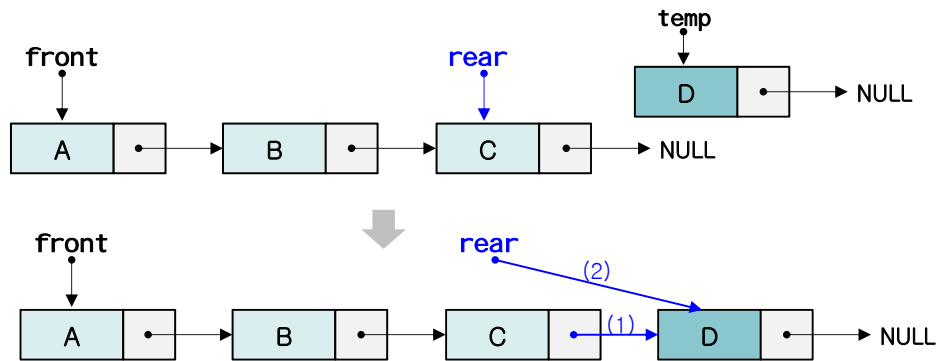 temp
front rear
D NULL
A B C NULL
front rear
(2)
A B C (1) D NULL